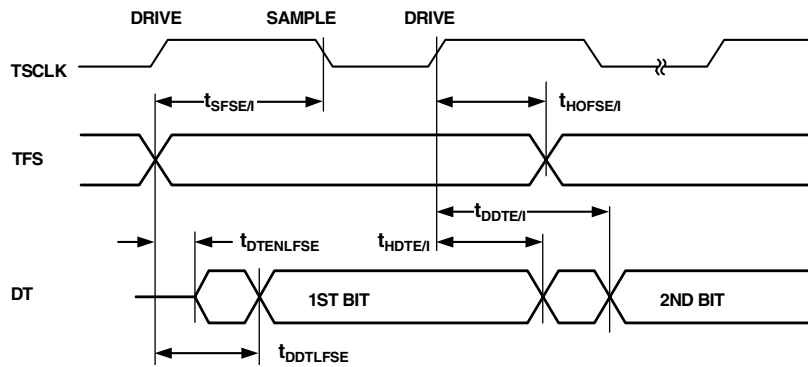 DRIVE SAMPLE DRIVE
TSCLK
tSFSE/I tHOFSE/I
TFS
tDDTE/I
tDTENLFSE tHDTE/I
DT 1ST BIT 2ND BIT
tDDTLFSE